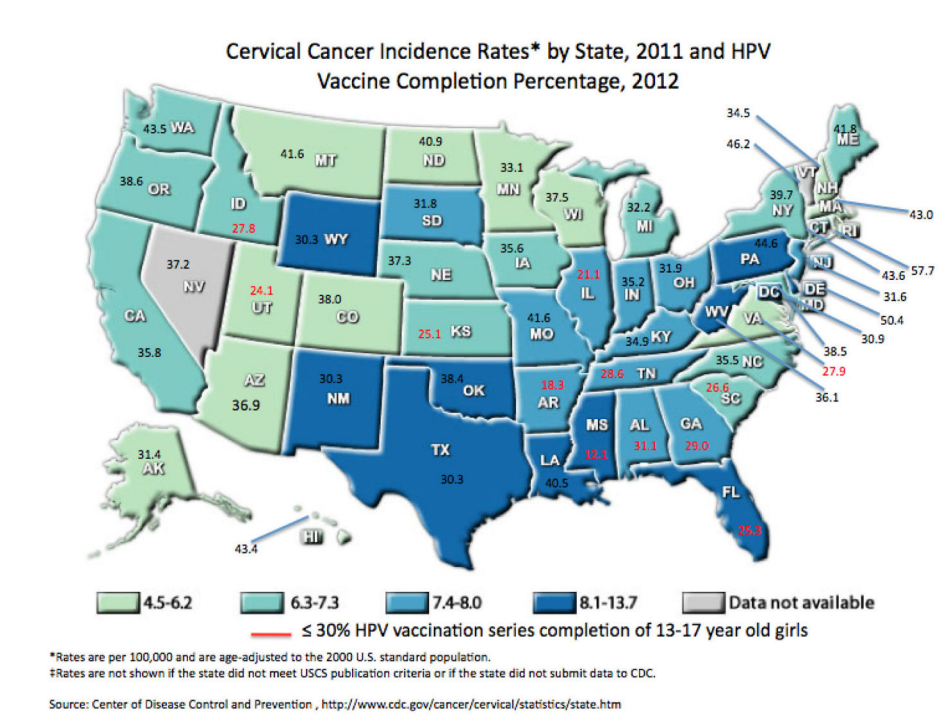 Cervical Cancer Incidence Rates* by State, 2011 and HPV
Vaccine Completion Percentage, 2012
34.5
46.2
43.5 WA
41.6 MT
40.9
ND
33.1
MN
41.8
ME
VT
NH
MA
43.0
38.6 OR
ID
27.8
30.3 WY
31.8
SD
37.5
WI
32.2
MI
39.7
NY
CT
RI
57.7
43.6
37.2
NV
37.3
NE
35.6
IA
21.1
IL
35.2
IN
31.9
OH
44.6
PA
NJ
31.6
DC
DE
MD
50.4
30.9
CA
35.8
24.1
UT
38.0
CO
25.1 KS
41.6
MO
34.9 KY
WV
VA
38.5
27.9
36.1
AZ
36.9
30.3
NM
38.4
OK
18.3
AR
28.6 TN
35.5 NC
26.6
SC
MS
12.1
AL
31.1
GA
29.0
TX
30.3
LA
40.5
FL
25.3
31.4
AK
43.4
HI
4.5-6.2
6.3-7.3
7.4-8.0
8.1-13.7
Data not available
≤ 30% HPV vaccination series completion of 13-17 year old girls
*Rates are per 100,000 and are age-adjusted to the 2000 U.S. standard population.
‡Rates are not shown if the state did not meet USCS publication criteria or if the state did not submit data to CDC.
Source: Center of Disease Control and Prevention , http://www.cdc.gov/cancer/cervical/statistics/state.htm